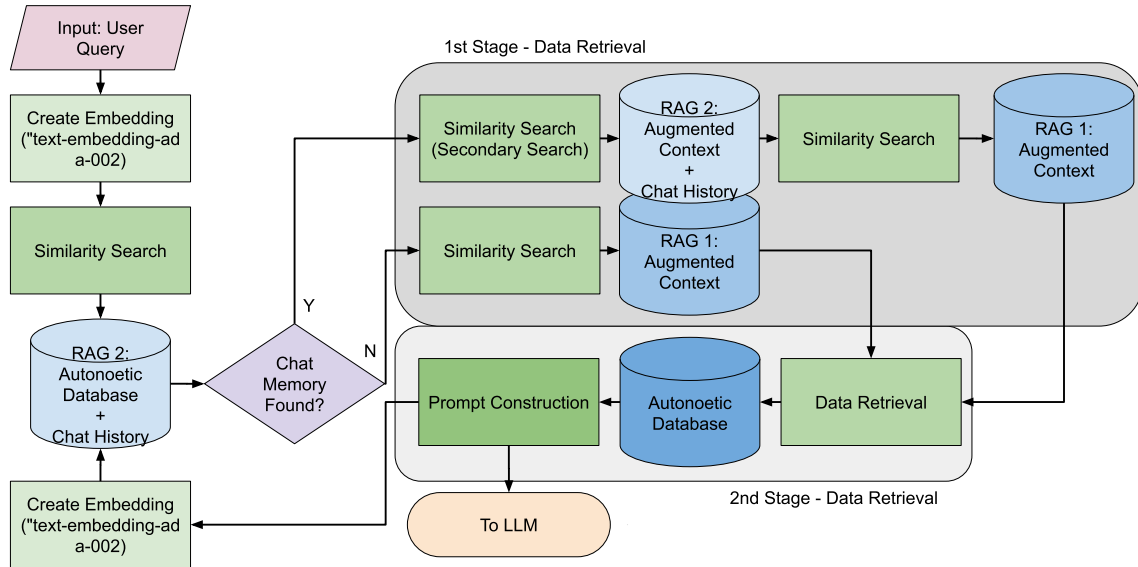 Input: User
Query
Create Embedding
("text-embedding-ad
a-002)
Similarity Search
RAG 2:
Autonoetic
Database
+
Chat History
Create Embedding
("text-embedding-ad
a-002)
Chat
Memory
Found?
Y
N
1st Stage - Data Retrieval
Similarity Search
(Secondary Search)
RAG 2:
Augmented
Context
+
Chat History
Similarity Search
RAG 1:
Augmented
Context
Similarity Search
RAG 1:
Augmented
Context
Prompt Construction
Autonoetic
Database
Data Retrieval
2nd Stage - Data Retrieval
To LLM